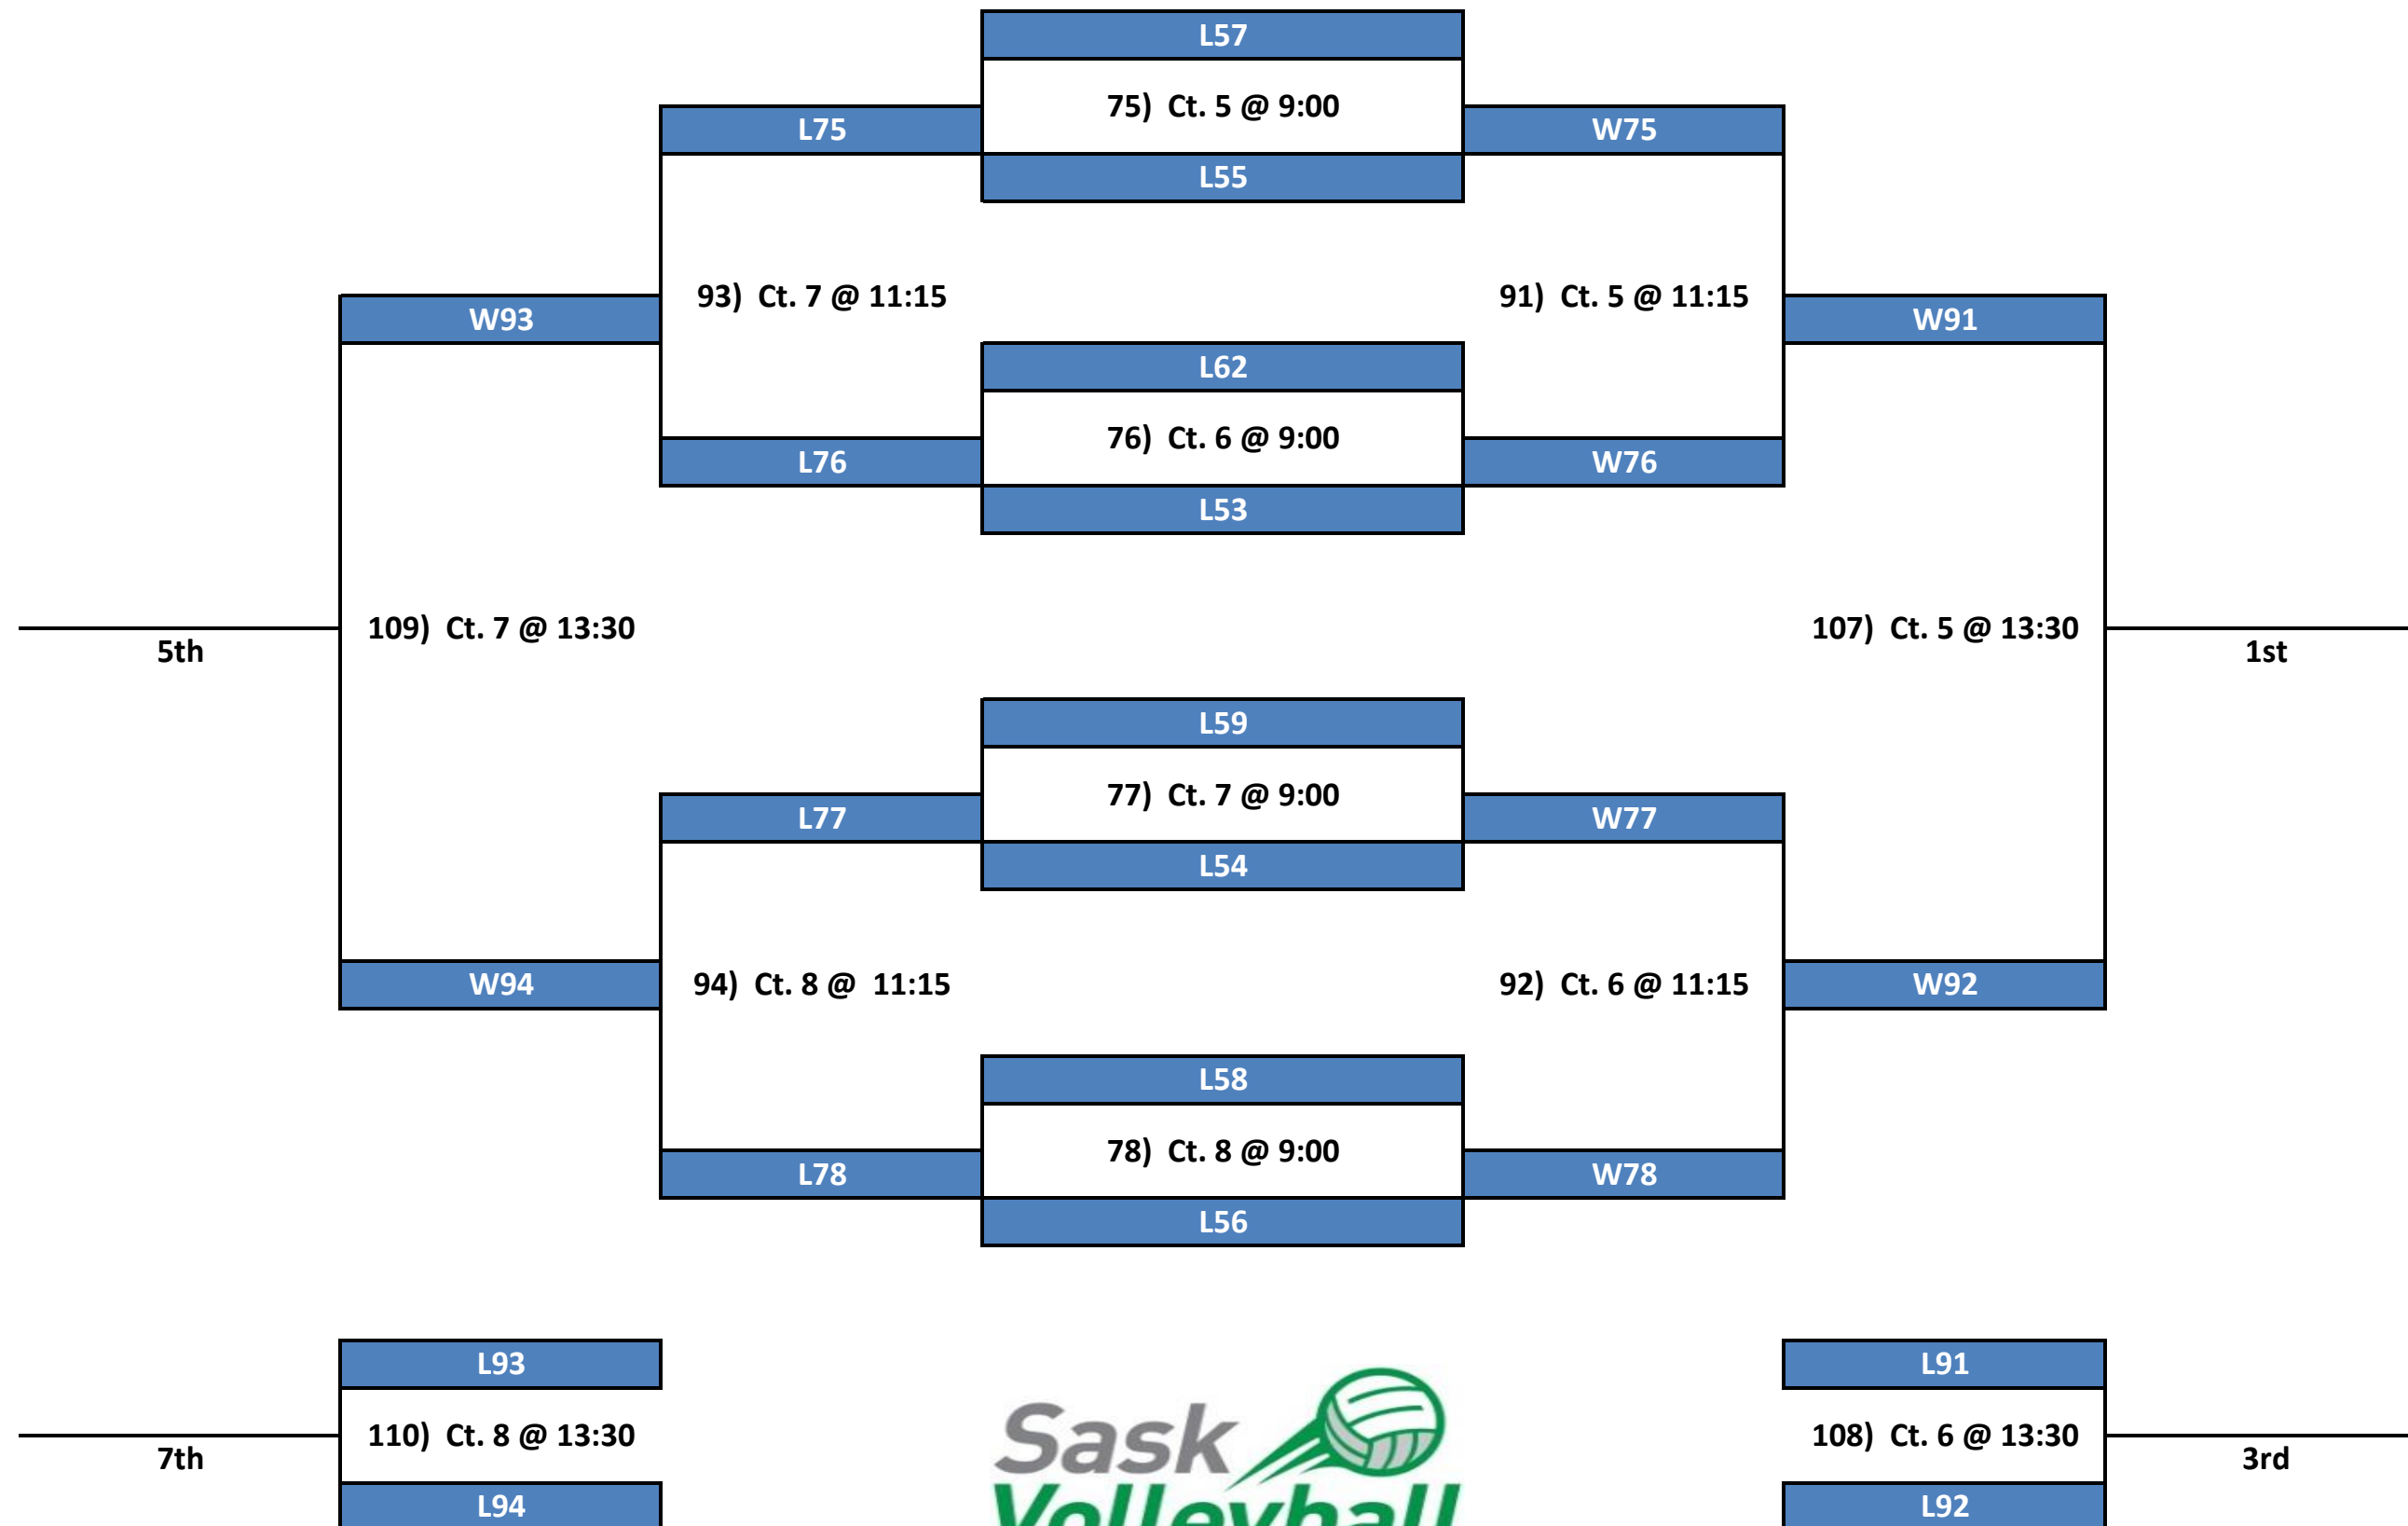 L57
75) Ct. 5 @ 9:00
L75
W75
L55
93) Ct. 7 @ 11:15
91) Ct. 5 @ 11:15
W93
W91
L62
76) Ct. 6 @ 9:00
L76
W76
L53
109) Ct. 7 @ 13:30
107) Ct. 5 @ 13:30
5th
1st
L59
77) Ct. 7 @ 9:00
L77
W77
L54
94) Ct. 8 @  11:15
92) Ct. 6 @ 11:15
W94
W92
L58
78) Ct. 8 @ 9:00
L78
W78
L56
L93
L91
110) Ct. 8 @ 13:30
108) Ct. 6 @ 13:30
7th
3rd
L94
L92
Sask
Volleyball